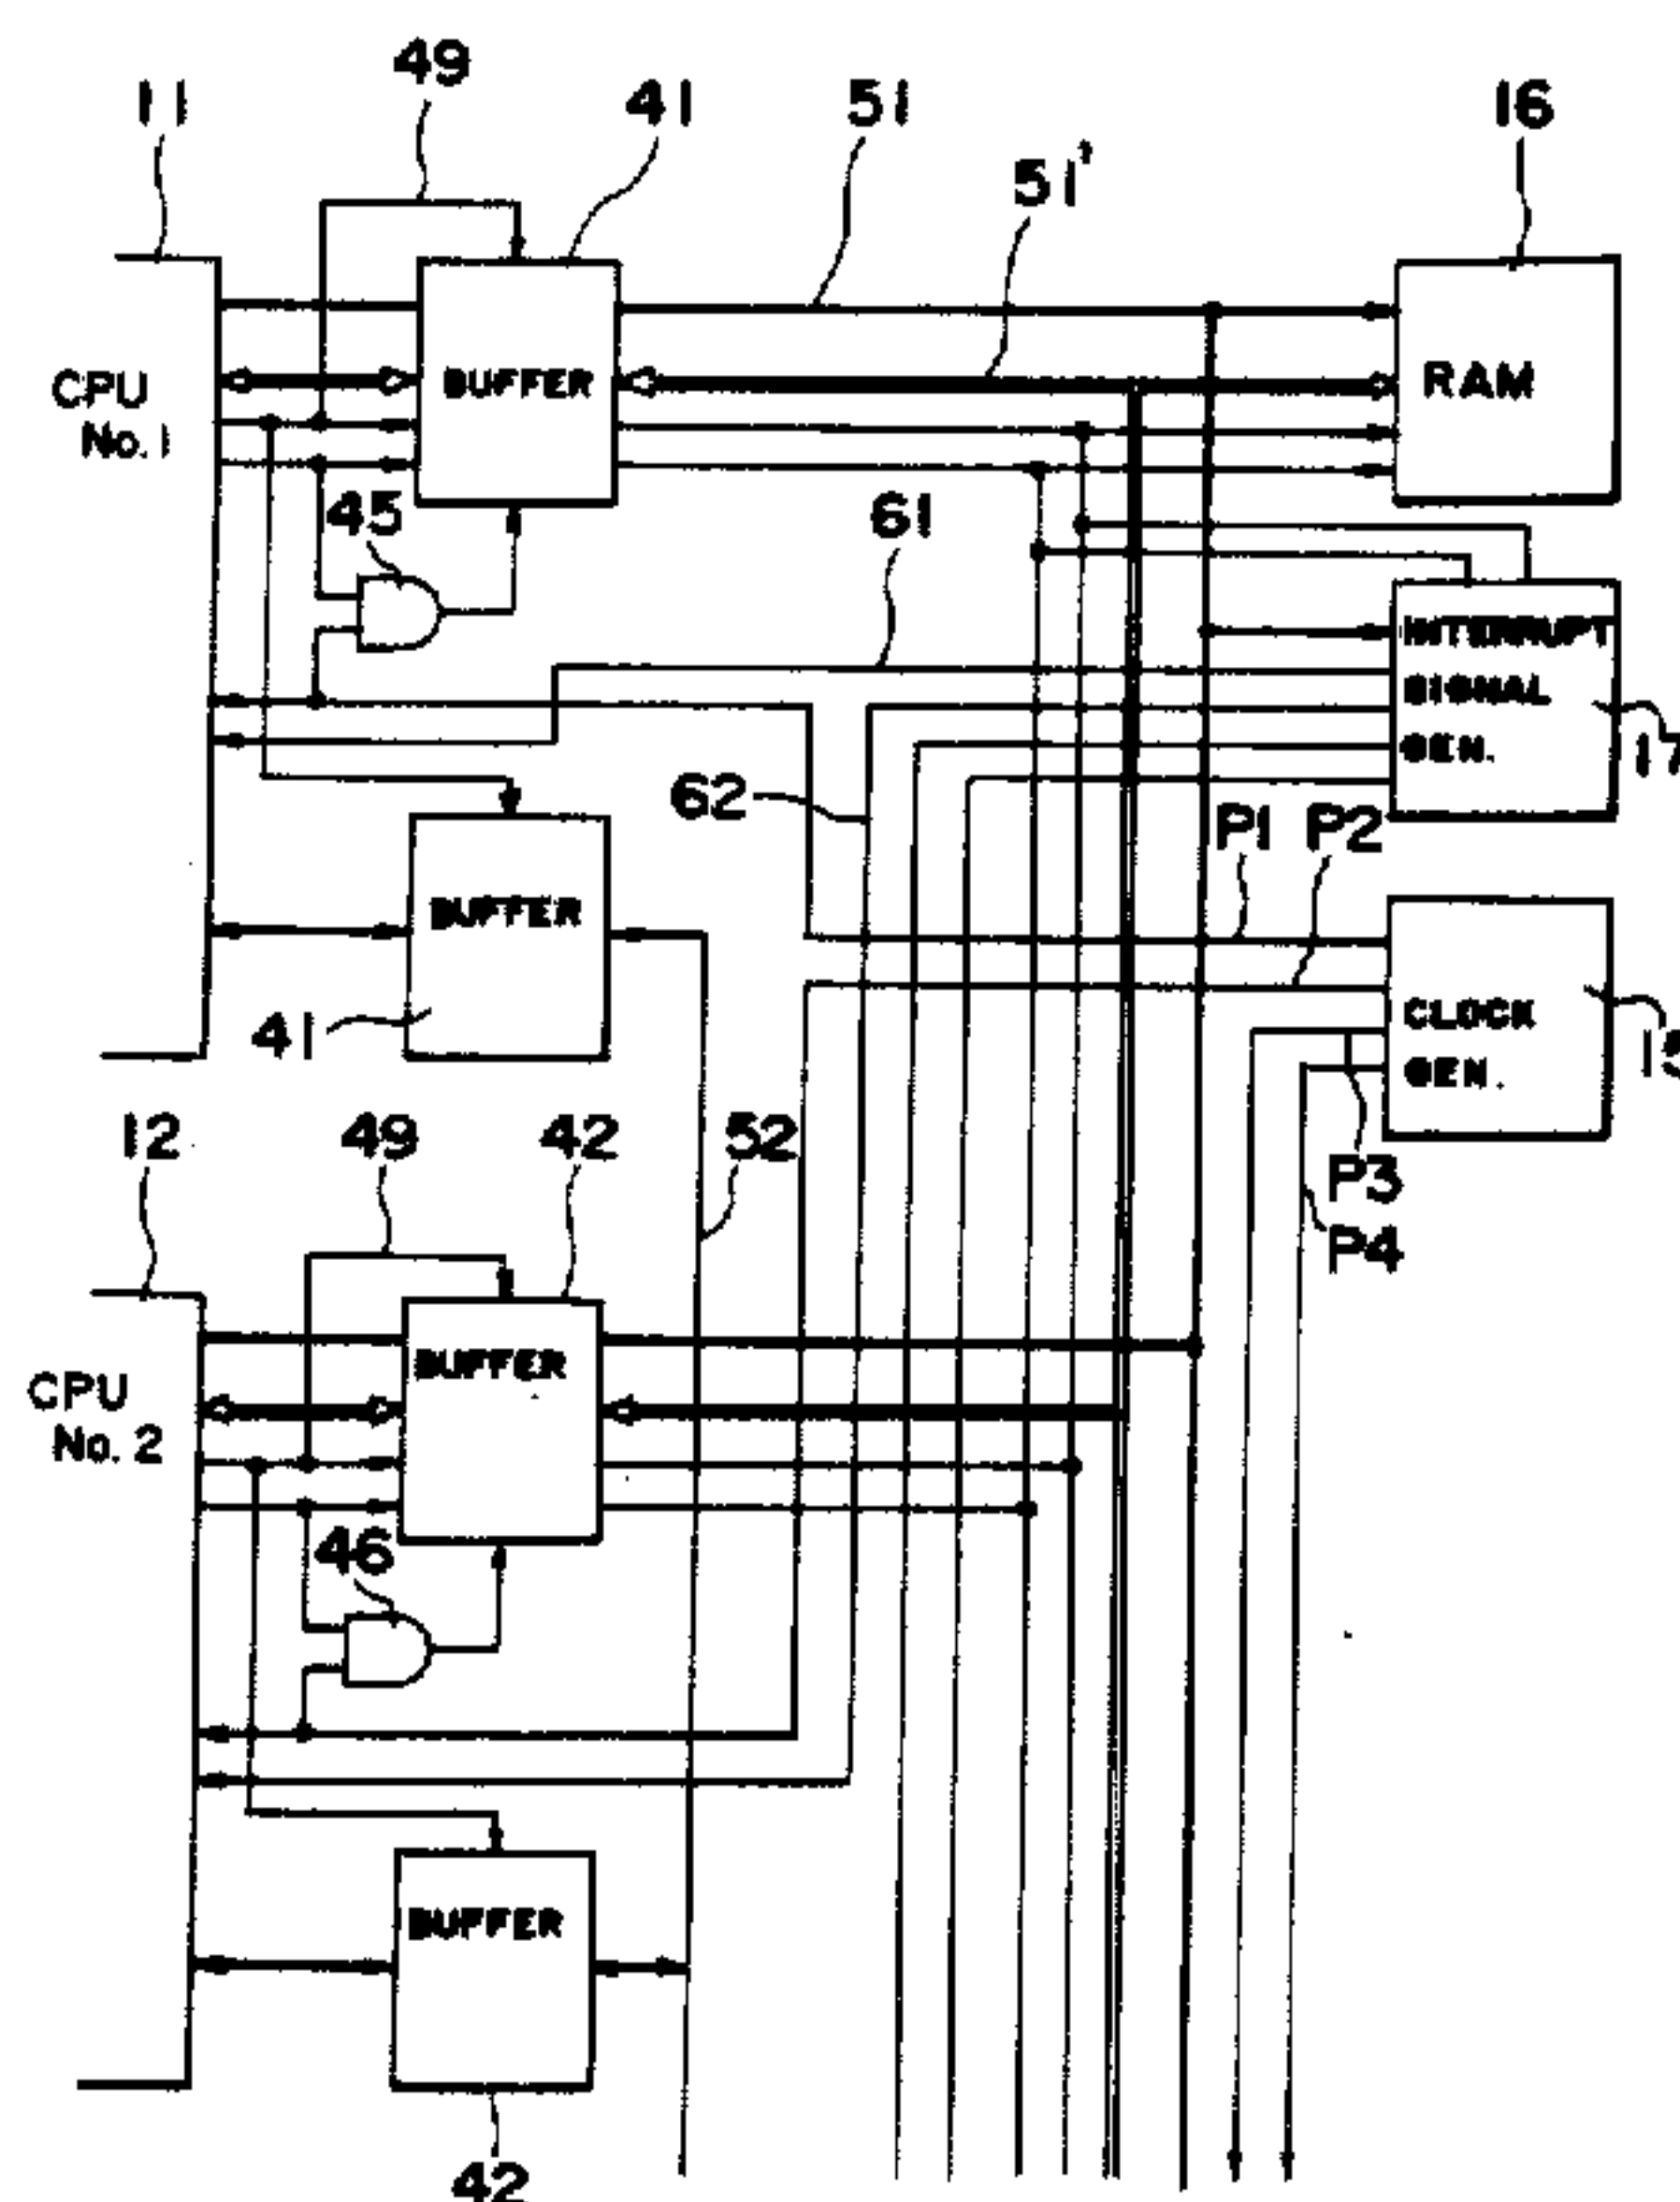 49
11
41
51
51'
16
CPU
No. 1
BUFFER
RAM
45
61
INTERRUPT
SIGNAL
GEN.
17
62
P1
P2
BUFFER
41
CLOCK
GEN.
15
P3
P4
12
49
42
52
BUFFER
CPU
No. 2
46
BUFFER
42